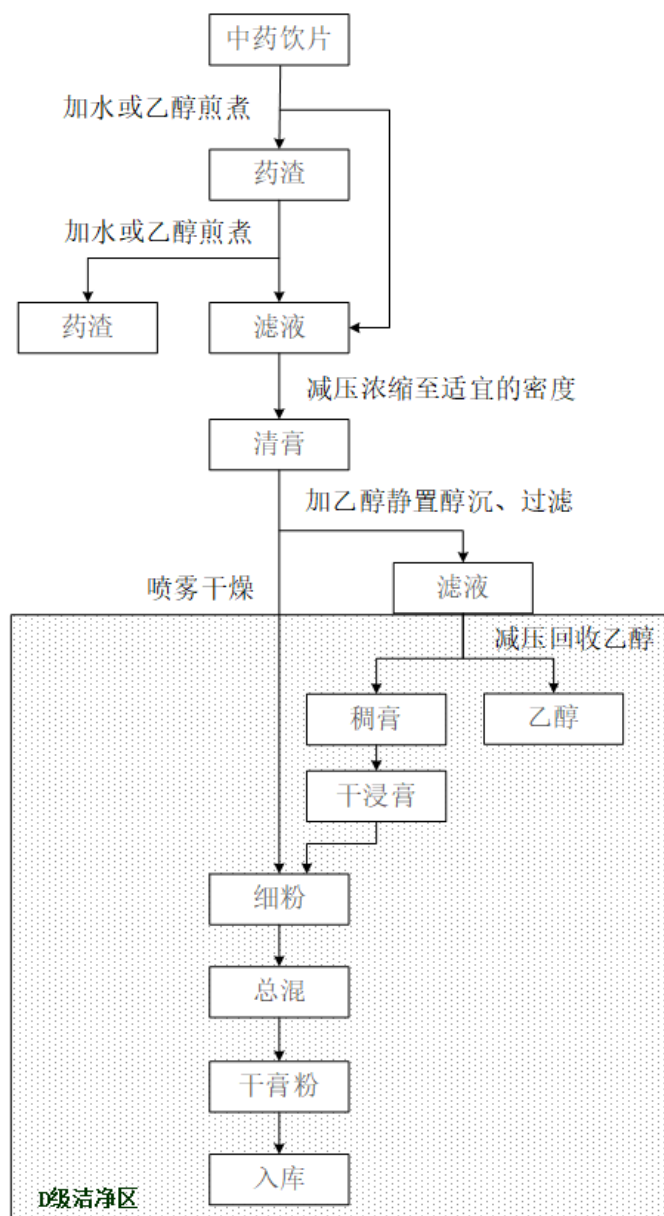 中药饮片
加水或乙醇煎煮
药渣
加水或乙醇煎煮
药渣
滤液
减压浓缩至适宜的密度
清膏
加乙醇静置醇沉、过滤
喷雾干燥
滤液
减压回收乙醇
稠膏
乙醇
干浸膏
细粉
总混
干膏粉
入库
D级洁净区